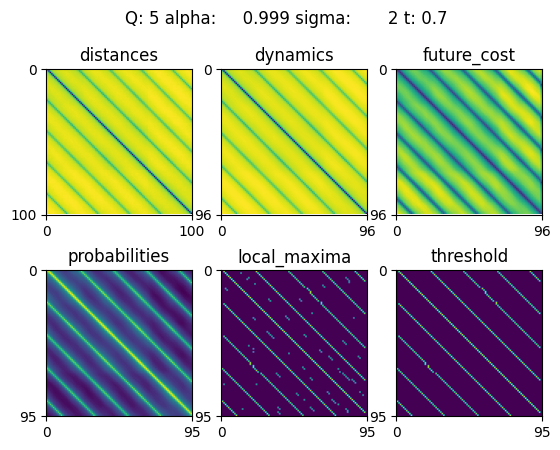 Q: 5 alpha: 0.999 sigma: 2 t: 0.7
distances dynamics future_cost
0 0 0
100 96 96
0 100 0 96 0 96
probabilities local_maxima threshold
0 0 0
95 95 95
0 95 0 95 0 95